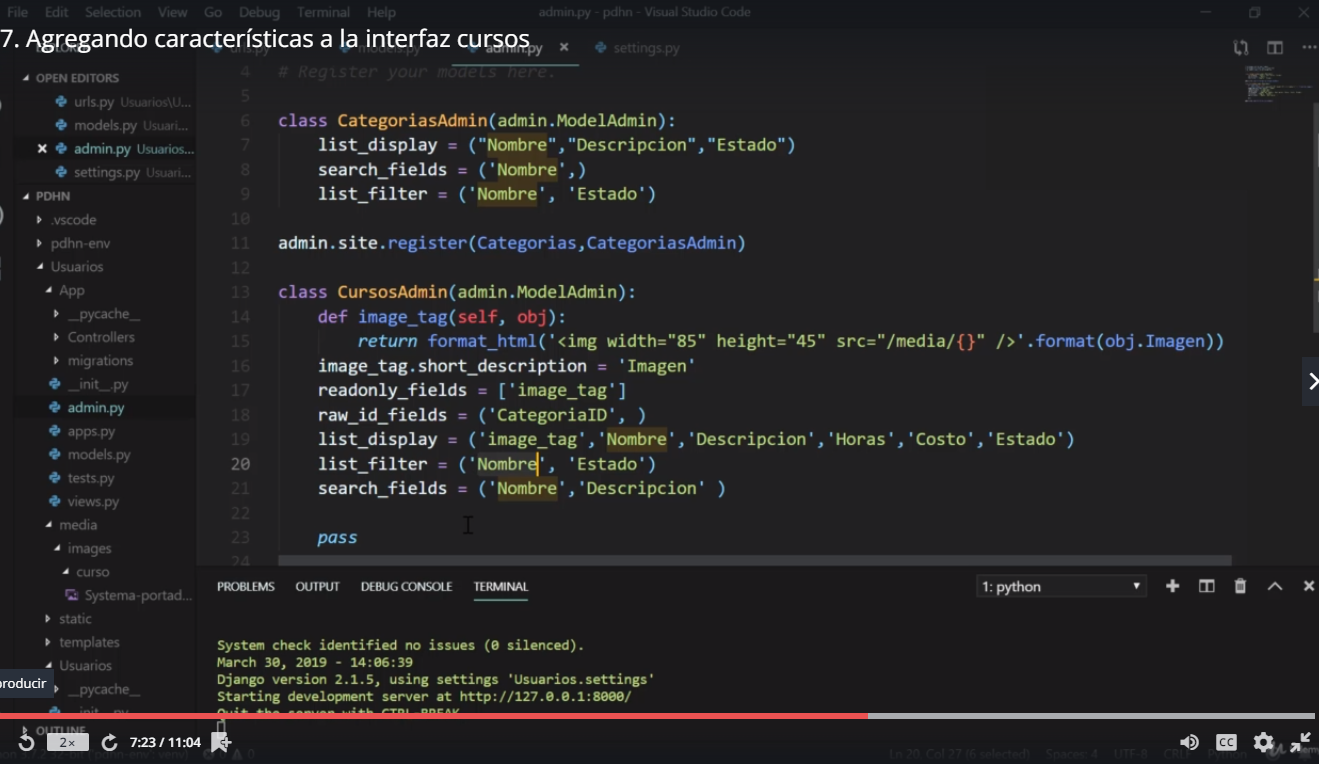 File Edit Selection View Go Debug Terminal Help
admin.py - pdhn - Visual Studio Code
7. Agregando características a la interfaz cursos
admin.py
settings.py
OPEN EDITORS
urls.py Usuarios\U...
models.py Usuari...
admin.py Usuarios...
settings.py Usuari...
PDHN
.vscode
pdhn-env
Usuarios
App
__pycache__
Controllers
migrations
__init__.py
admin.py
apps.py
models.py
tests.py
views.py
media
images
curso
Systema-portad...
static
templates
Usuarios
__pycache__
OUTLINE
4 # Register your models here.
5
6 class CategoriasAdmin(admin.ModelAdmin):
7 list_display = ("Nombre","Descripcion","Estado")
8 search_fields = ('Nombre',)
9 list_filter = ('Nombre', 'Estado')
10
11 admin.site.register(Categorias,CategoriasAdmin)
12
13 class CursosAdmin(admin.ModelAdmin):
14 def image_tag(self, obj):
15 return format_html('<img width="85" height="45" src="/media/{}" />'.format(obj.Imagen))
16 image_tag.short_description = 'Imagen'
17 readonly_fields = ['image_tag']
18 raw_id_fields = ('CategoriaID', )
19 list_display = ('image_tag','Nombre','Descripcion','Horas','Costo','Estado')
20 list_filter = ('Nombre', 'Estado')
21 search_fields = ('Nombre','Descripcion' )
22
23 pass
24
PROBLEMS OUTPUT DEBUG CONSOLE TERMINAL
1: python
System check identified no issues (0 silenced).
March 30, 2019 - 14:06:39
Django version 2.1.5, using settings 'Usuarios.settings'
Starting development server at http://127.0.0.1:8000/
Quit the server with CTRL-BREAK.
producir
2x
7:23 / 11:04
CC
Ln 20, Col 27 (6 selected) Spaces: 4 UTF-8 CRLF Python